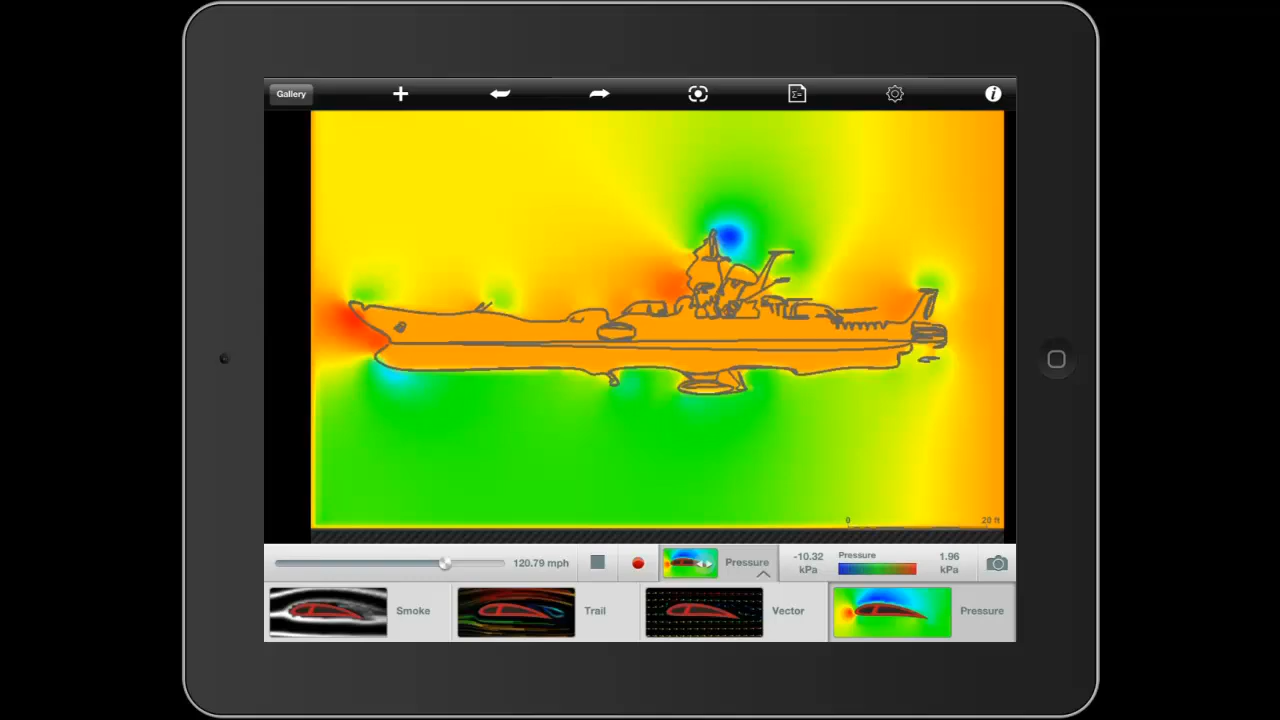 Gallery
Σ=
i
0
20 ft
120.79 mph
Pressure
-10.32
kPa
Pressure
1.96
kPa
Smoke
Trail
Vector
Pressure